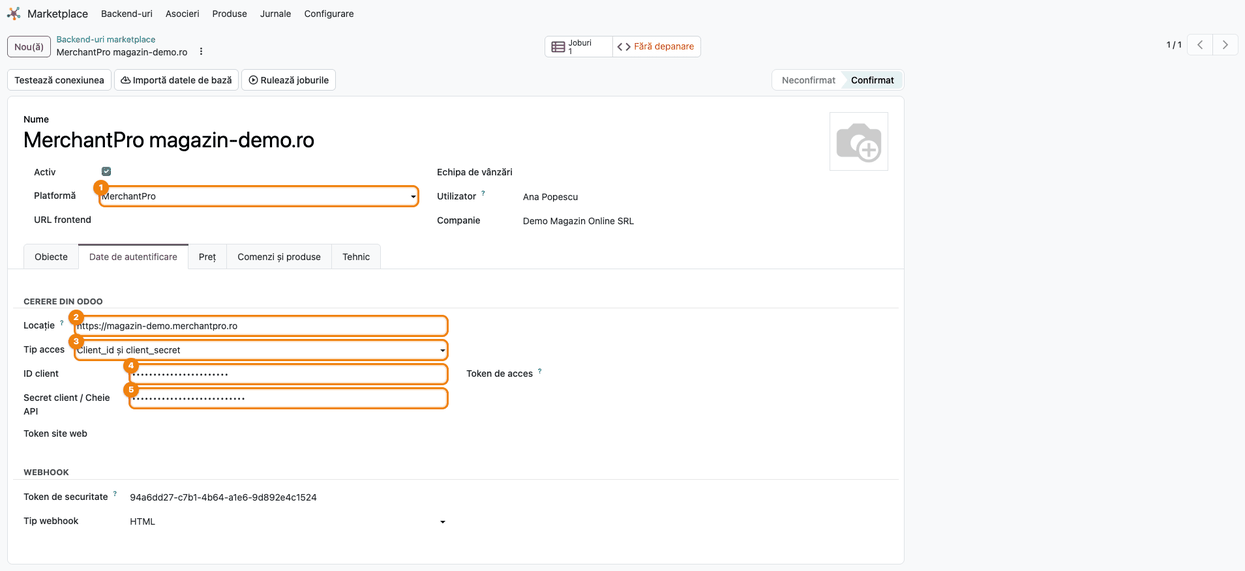 Marketplace Backend-uri Asocieri Produse Jurnale Configurare
Nou(ă) Backend-uri marketplace
MerchantPro magazin-demo.ro
Joburi
1
Fără depanare
1 / 1
Testează conexiunea Importă datele de bază Rulează joburile Neconfirmat Confirmat
Nume
MerchantPro magazin-demo.ro
Activ Echipa de vânzări
1
Platformă MerchantPro Utilizator ? Ana Popescu
URL frontend Companie Demo Magazin Online SRL
Obiecte Date de autentificare Preț Comenzi și produse Tehnic
CERERE DIN ODOO
2
Locație ? https://magazin-demo.merchantpro.ro
3
Tip acces Client_id și client_secret
4
ID client Token de acces ?
5
Secret client / Cheie
API
Token site web
WEBHOOK
Token de securitate ? 94a6dd27-c7b1-4b64-a1e6-9d892e4c1524
Tip webhook HTML